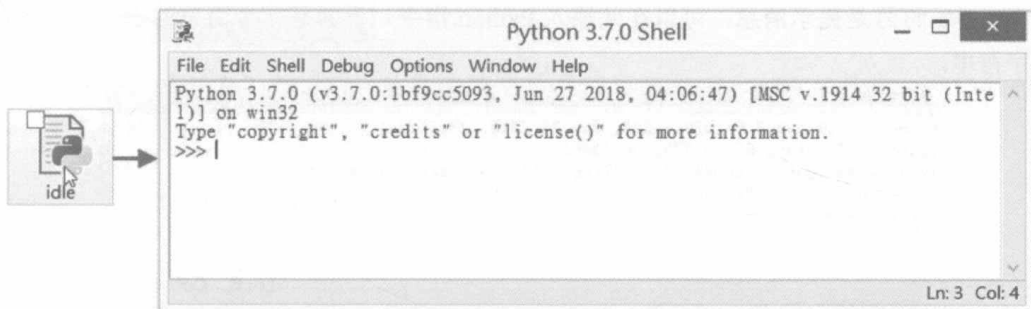 Python 3.7.0 Shell
File Edit Shell Debug Options Window Help
Python 3.7.0 (v3.7.0:1bf9cc5093, Jun 27 2018, 04:06:47) [MSC v.1914 32 bit (Inte
l)] on win32
Type "copyright", "credits" or "license()" for more information.
>>>
idle
Ln: 3 Col: 4